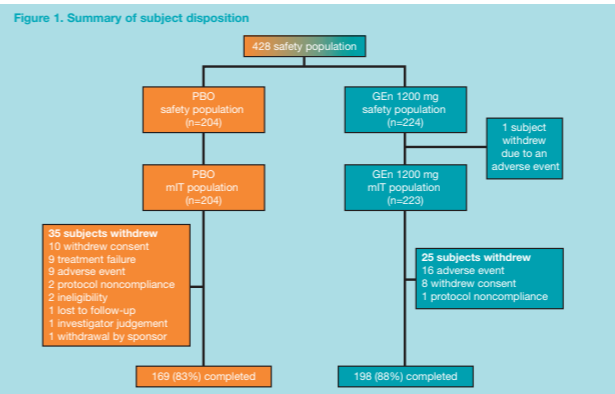 Figure 1. Summary of subject disposition
428 safety population
PBO
safety population
(n=204)
GEn 1200 mg
safety population
(n=224)
1 subject
withdrew
due to an
adverse event
PBO
mIT population
(n=204)
GEn 1200 mg
mIT population
(n=223)
35 subjects withdrew
10 withdrew consent
9 treatment failure
9 adverse event
2 protocol noncompliance
2 ineligibility
1 lost to follow-up
1 investigator judgement
1 withdrawal by sponsor
25 subjects withdrew
16 adverse event
8 withdrew consent
1 protocol noncompliance
169 (83%) completed
198 (88%) completed